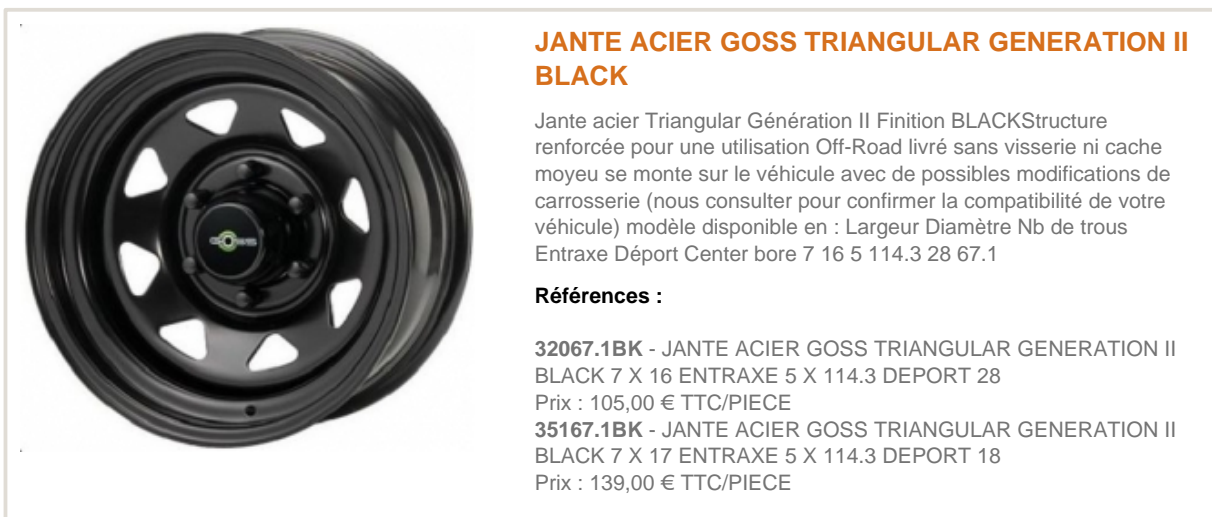 JANTE ACIER GOSS TRIANGULAR GENERATION II
BLACK
Jante acier Triangular Génération II Finition BLACKStructure
renforcée pour une utilisation Off-Road livré sans visserie ni cache
moyeu se monte sur le véhicule avec de possibles modifications de
carrosserie (nous consulter pour confirmer la compatibilité de votre
véhicule) modèle disponible en : Largeur Diamètre Nb de trous
Entraxe Déport Center bore 7 16 5 114.3 28 67.1
Références :
32067.1BK - JANTE ACIER GOSS TRIANGULAR GENERATION II
BLACK 7 X 16 ENTRAXE 5 X 114.3 DEPORT 28
Prix : 105,00 € TTC/PIECE
35167.1BK - JANTE ACIER GOSS TRIANGULAR GENERATION II
BLACK 7 X 17 ENTRAXE 5 X 114.3 DEPORT 18
Prix : 139,00 € TTC/PIECE